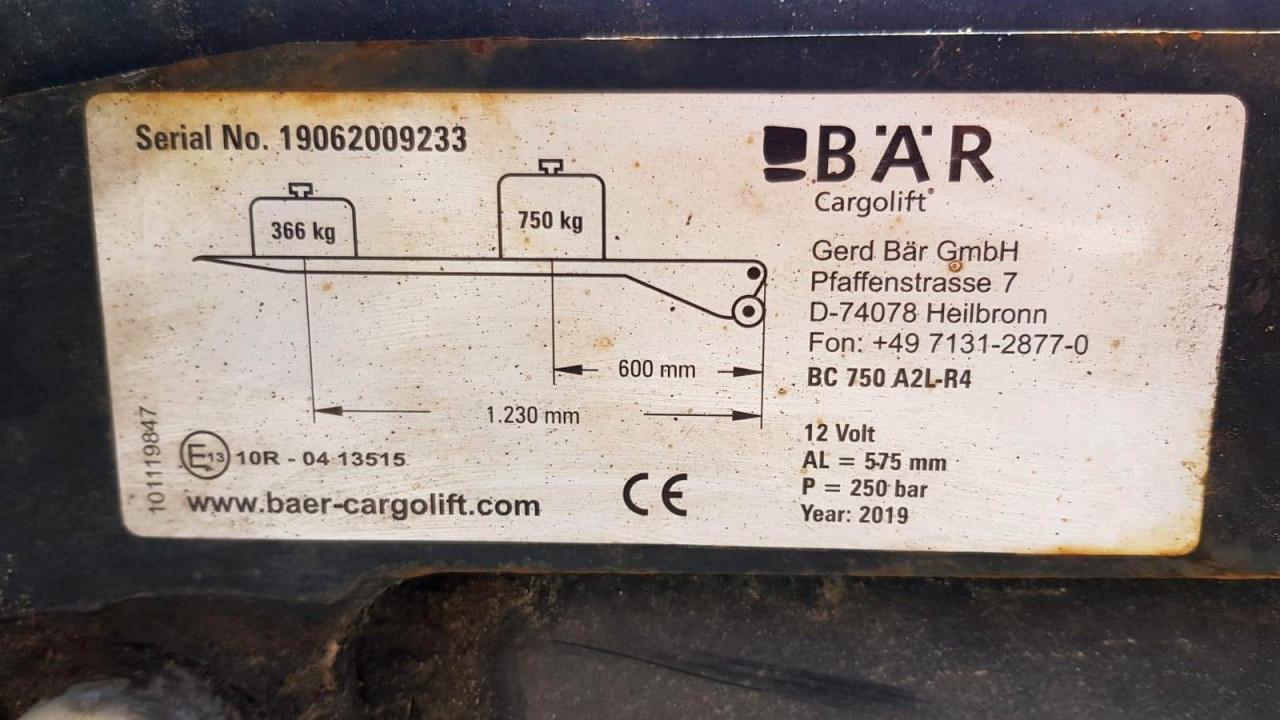 Serial No. 19062009233
366 kg
750 kg
600 mm
1.230 mm
101119847
E13 10R - 04 13515
www.baer-cargolift.com
CE
BÄR
Cargolift®
Gerd Bär GmbH
Pfaffenstrasse 7
D-74078 Heilbronn
Fon: +49 7131-2877-0
BC 750 A2L-R4
12 Volt
AL = 575 mm
P = 250 bar
Year: 2019